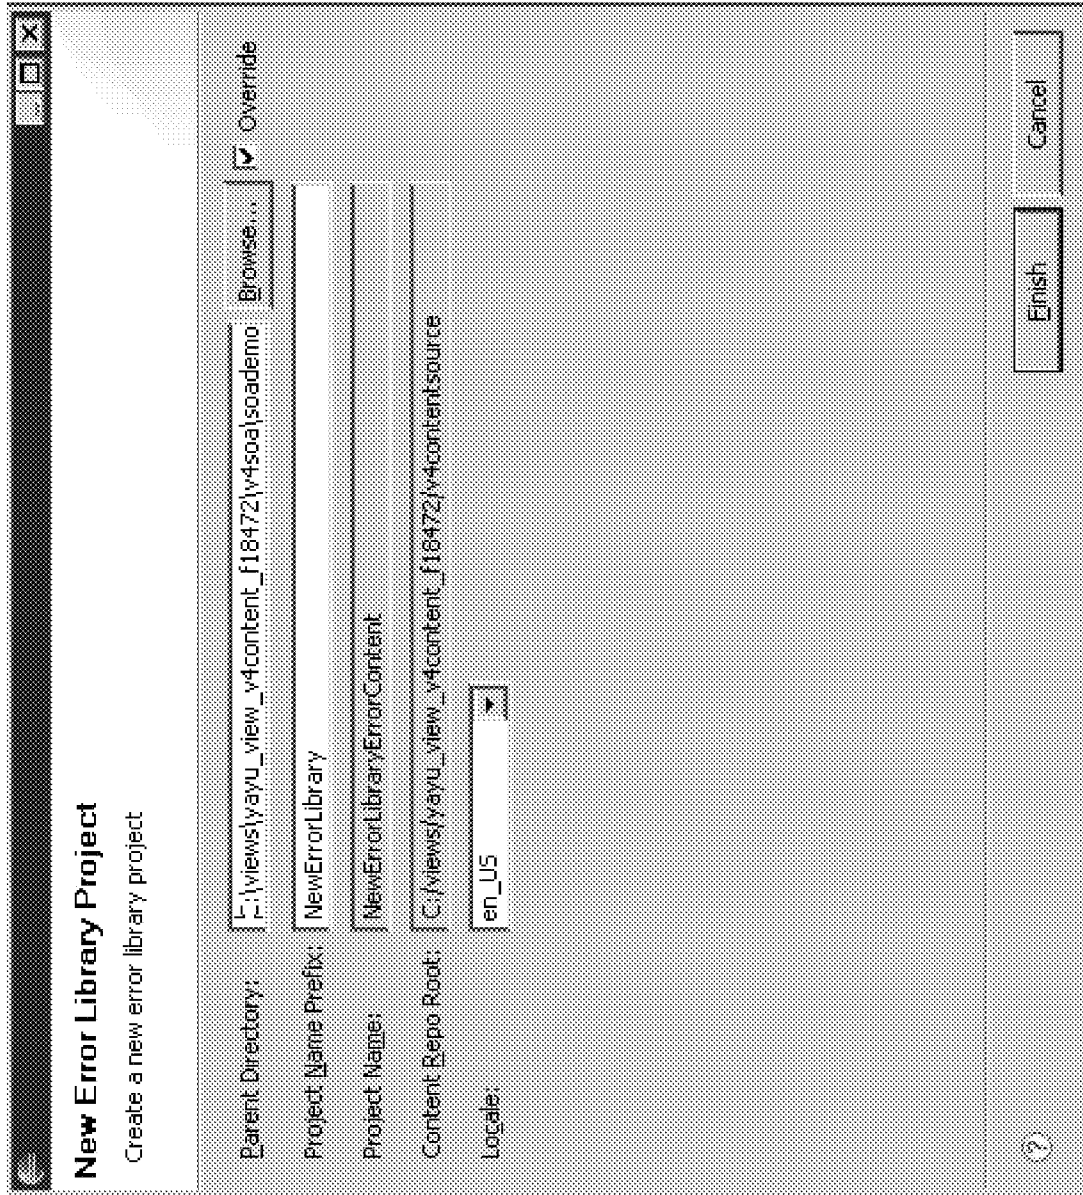 New Error Library Project
Create a new error library project
Parent Directory: :\views\yayu_view_v4content_f18472\v4soa\soademo Browse... Override
Project Name Prefix: NewErrorLibrary
Project Name: NewErrorLibraryErrorContent
Content Repo Root: C:/views/yayu_view_v4content_f18472/v4contentsource
Locale: en_US
? Finish Cancel